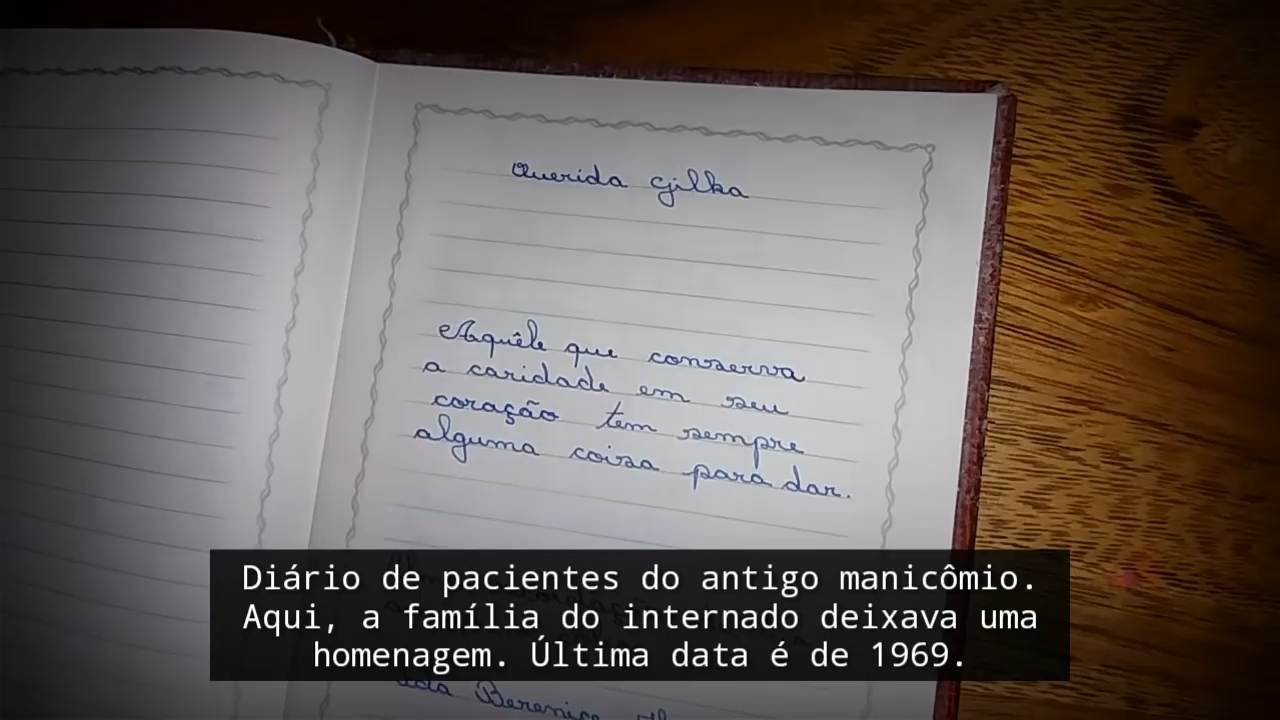 Querida Gilka
Aquêle que conserva
a caridade em seu
coração tem sempre
alguma coisa para dar.
Diário de pacientes do antigo manicômio.
Aqui, a família do internado deixava uma
homenagem. Última data é de 1969.
Berenice